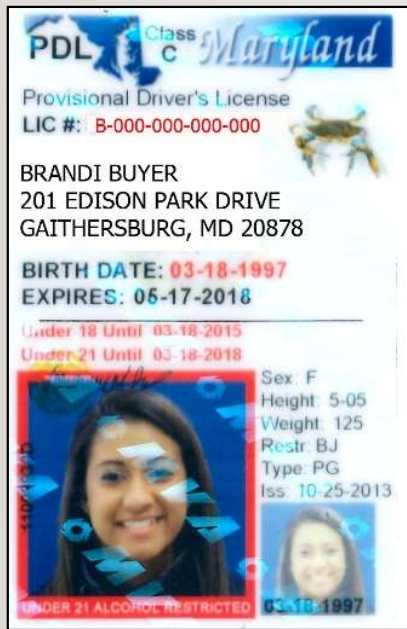 PDL Class C Maryland
Provisional Driver's License
LIC #: B-000-000-000-000
BRANDI BUYER
201 EDISON PARK DRIVE
GAITHERSBURG, MD 20878
BIRTH DATE: 03-18-1997
EXPIRES: 05-17-2018
Under 18 Until 03-18-2015
Under 21 Until 03-18-2018
Sex: F
Height: 5-05
Weight: 125
Restr: BJ
Type: PG
Iss: 10-25-2013
UNDER 21 ALCOHOL RESTRICTED
03-18-1997